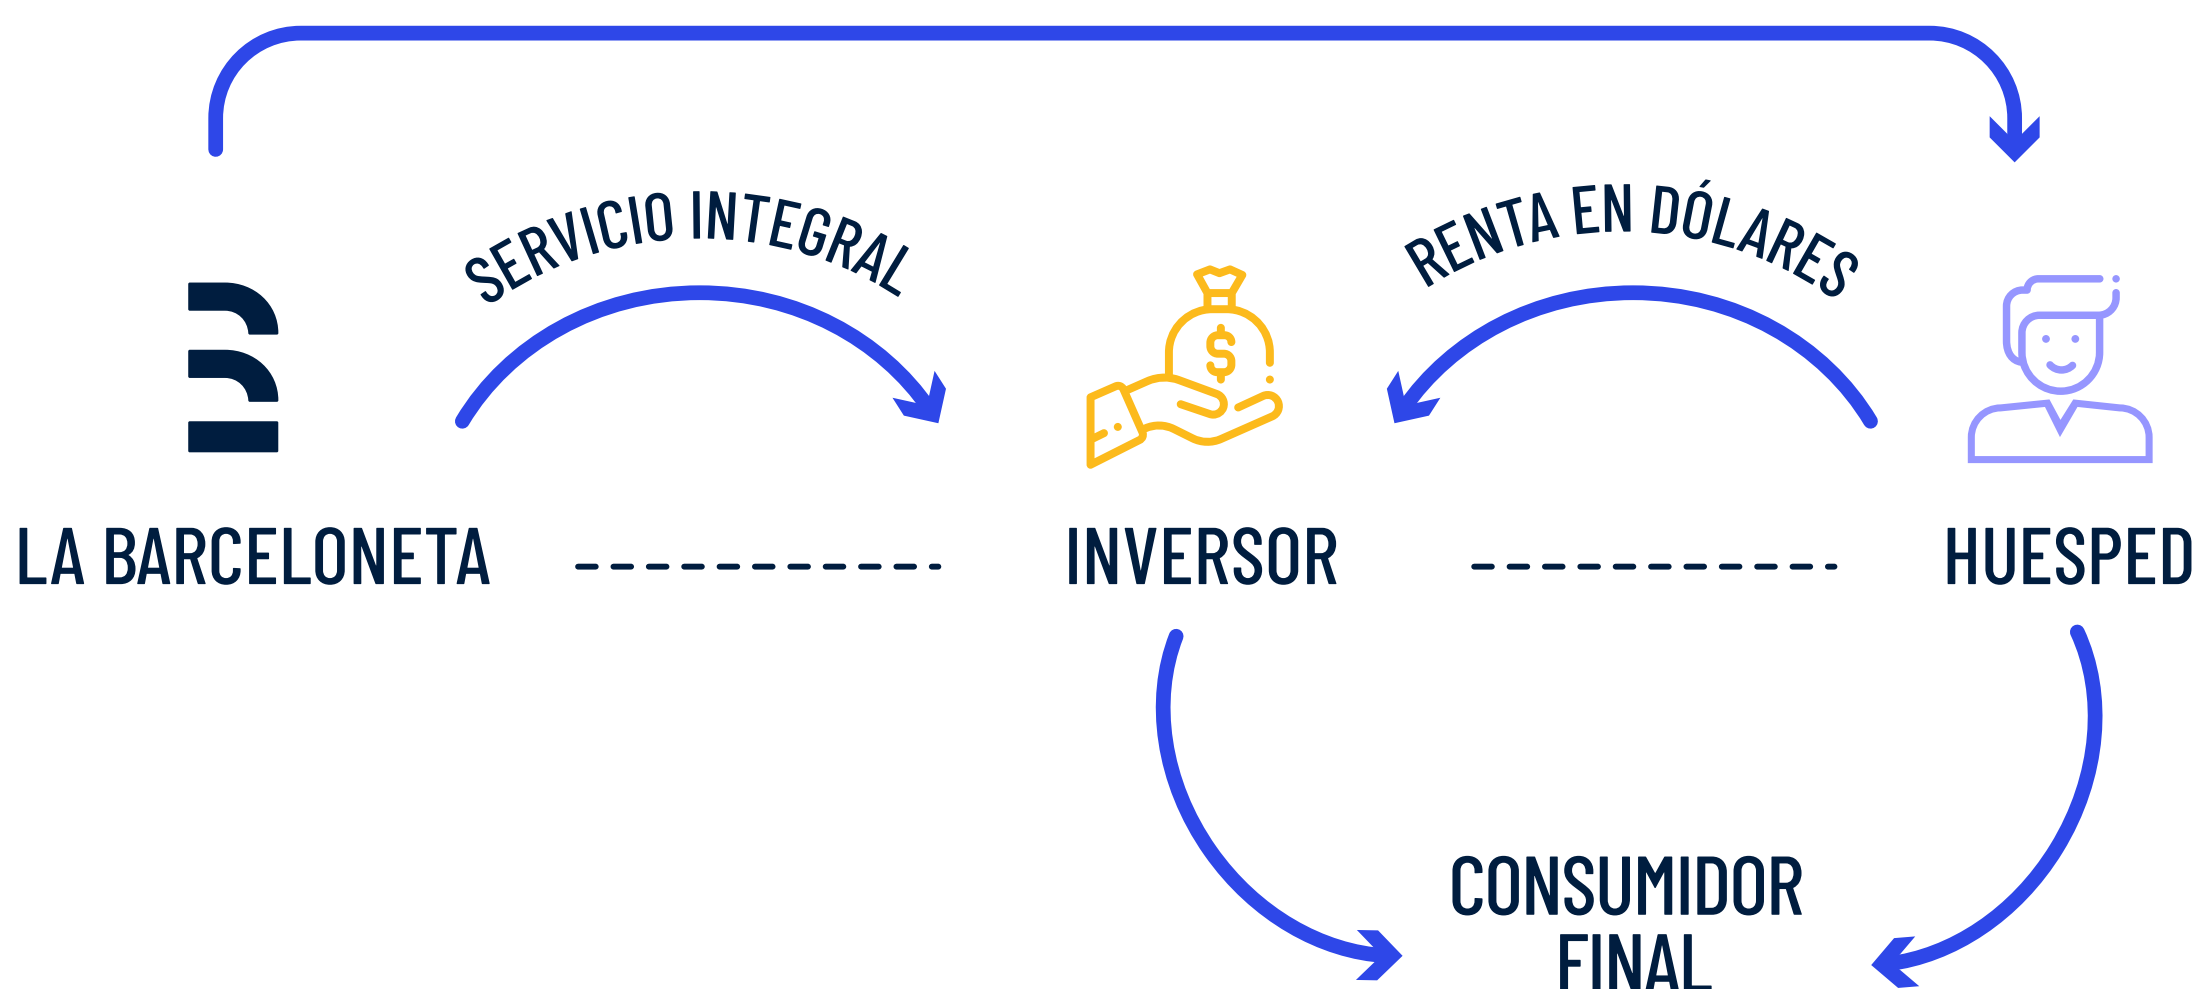 SERVICIO INTEGRAL
RENTA EN DÓLARES
$
LA BARCELONETA
INVERSOR
HUESPED
CONSUMIDOR
FINAL